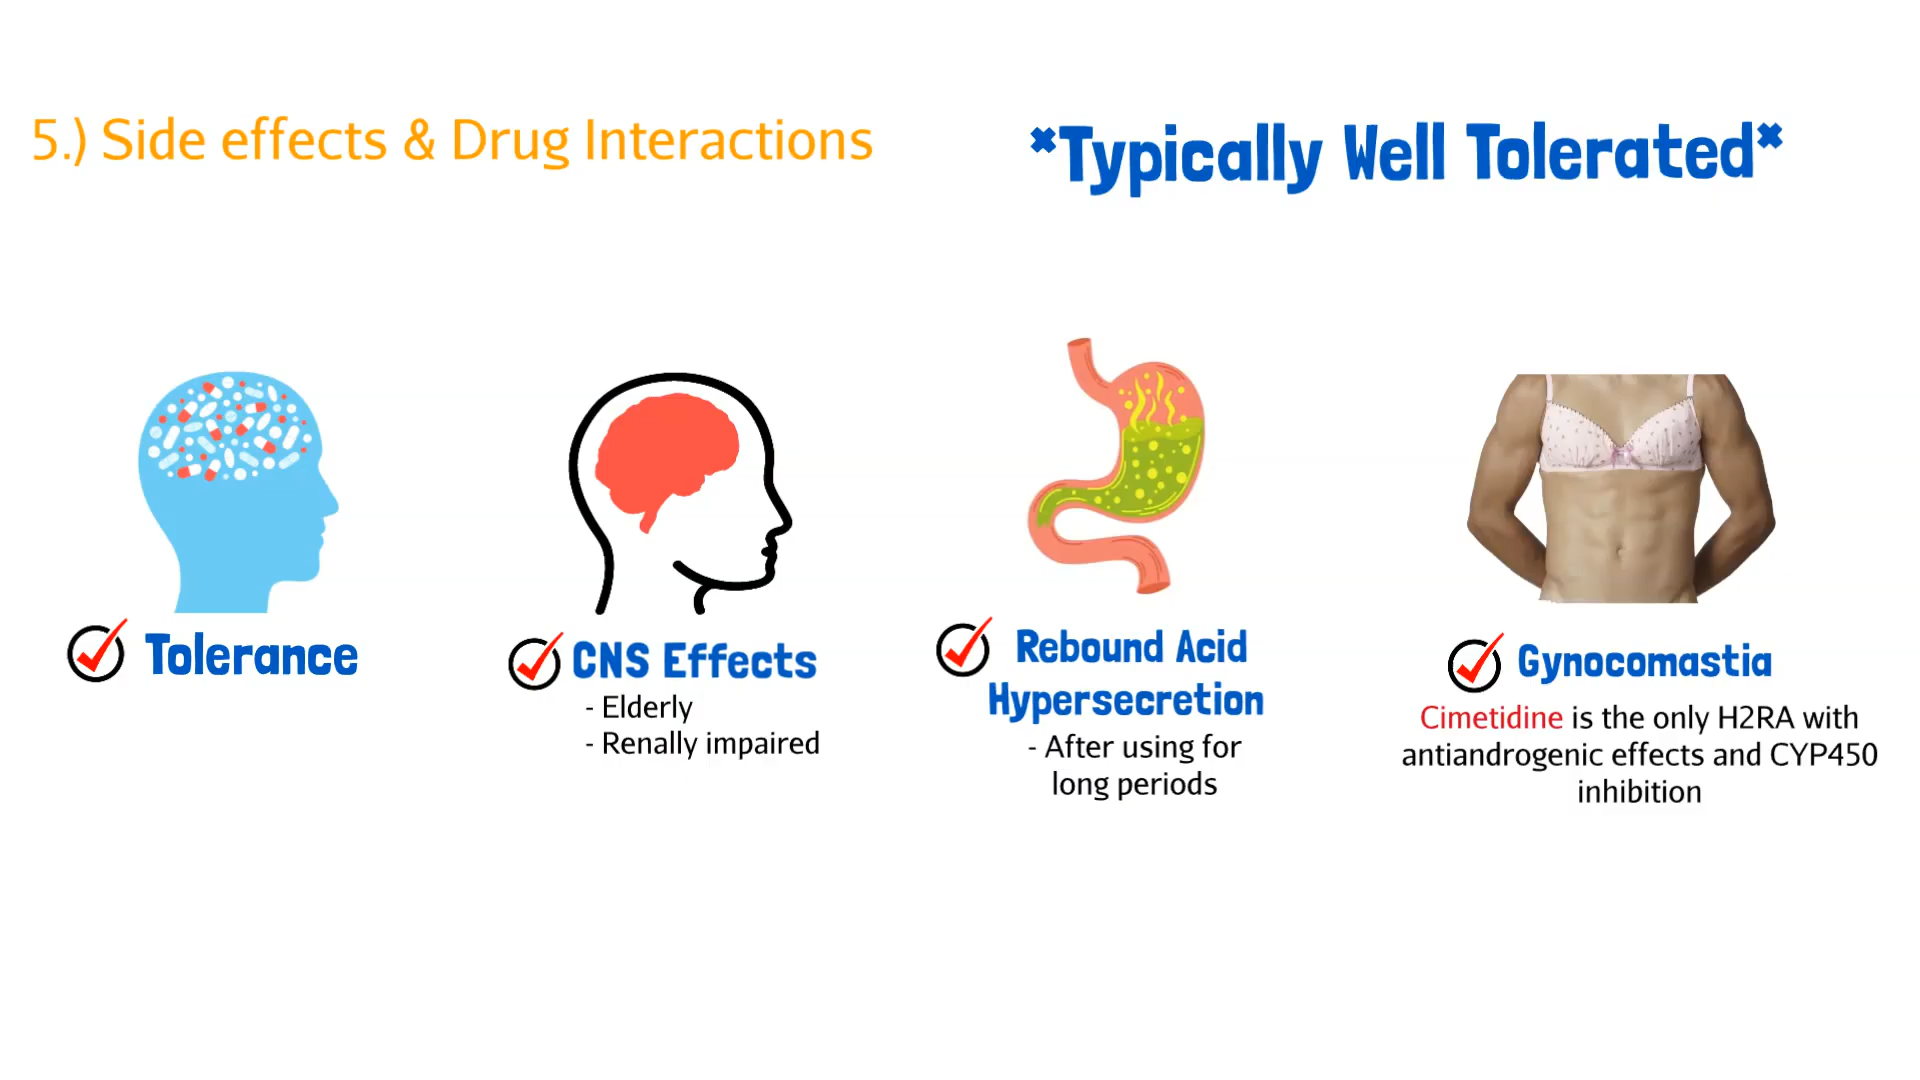 5.) Side effects & Drug Interactions
*Typically Well Tolerated*
Tolerance
CNS Effects
- Elderly
- Renally impaired
Rebound Acid
Hypersecretion
- After using for
long periods
Gynocomastia
Cimetidine is the only H2RA with
antiandrogenic effects and CYP450
inhibition